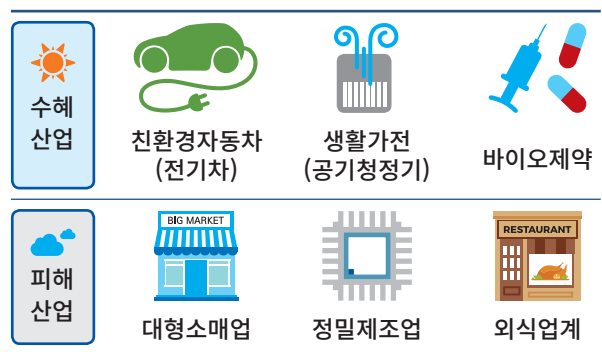 수혜
산업
친환경자동차
(전기차)
생활가전
(공기청정기)
바이오제약
피해
산업
BIG MARKET
대형소매업
정밀제조업
RESTAURANT
외식업계